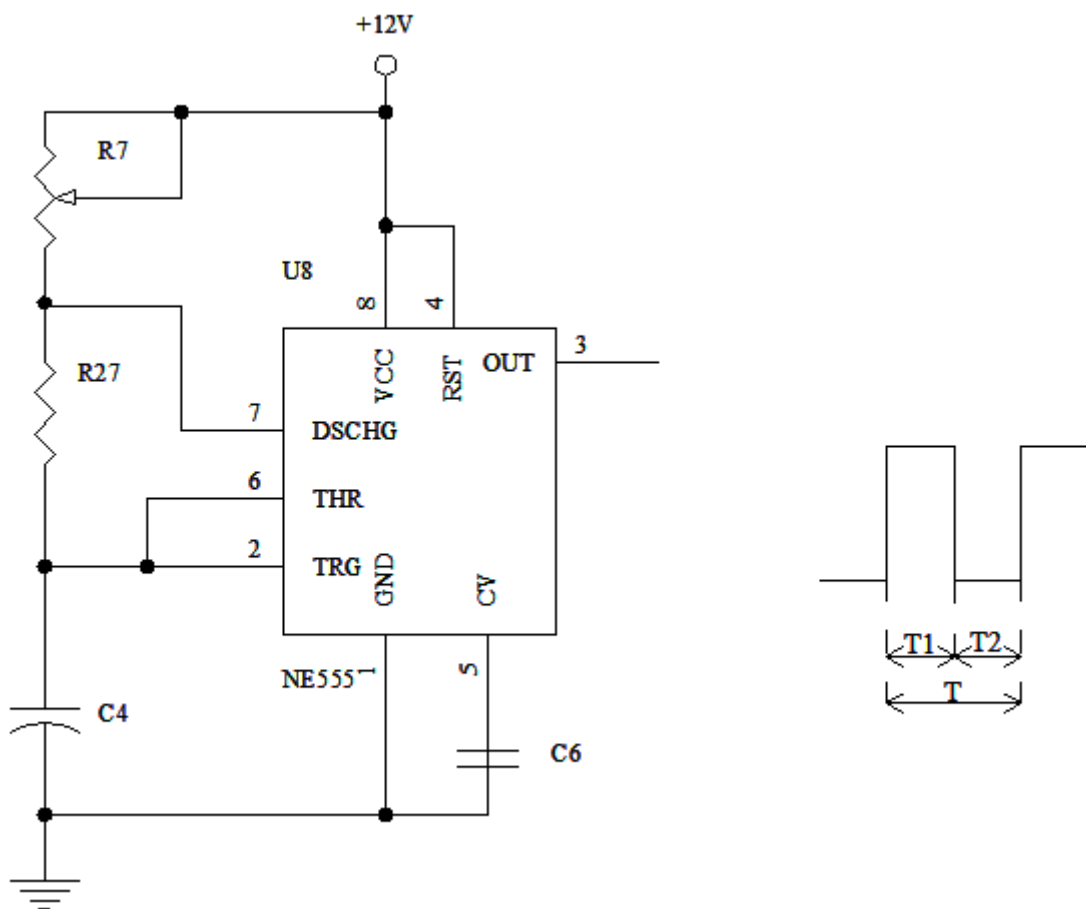 +12V
R7
U8
8
4
3
VCC
RST
OUT
R27
7
DSCHG
6
THR
2
TRG
GND
CV
T1
T2
NE555
1
5
T
C4
C6